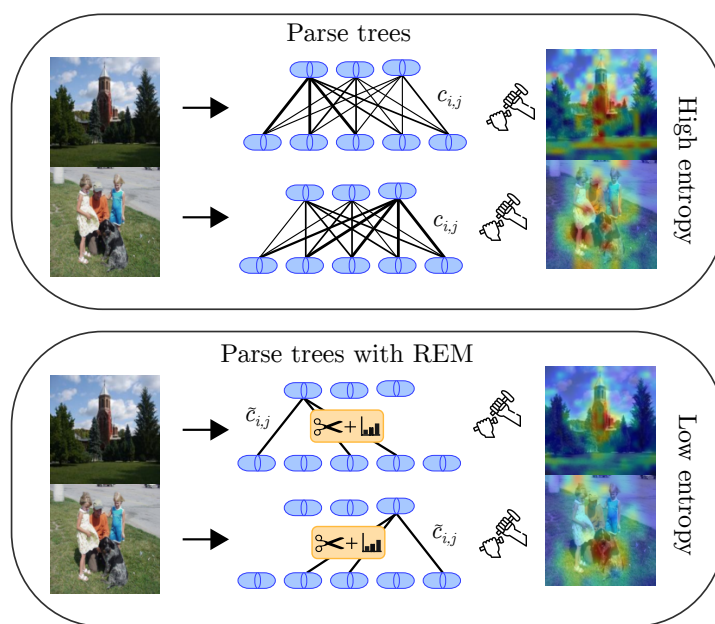 Parse trees
c_{i,j}
c_{i,j}
High entropy
Parse trees with REM
c̃_{i,j}
+
c̃_{i,j}
+
Low entropy